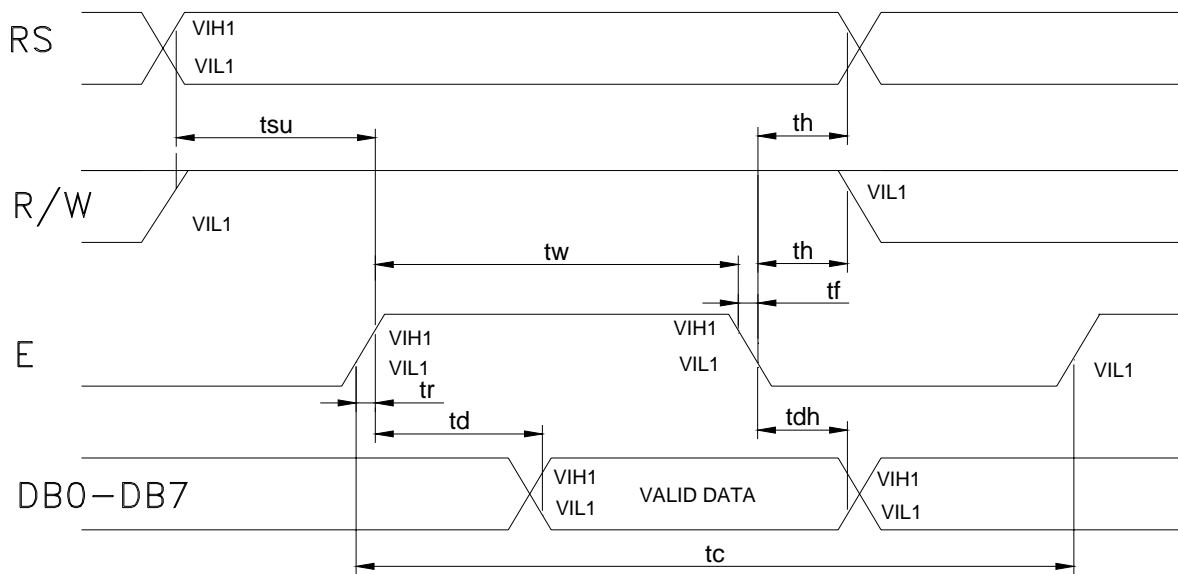 RS
VIH1
VIL1
tsu
th
R/W
VIL1
VIL1
tw
th
tf
E
VIH1
VIL1
VIH1
VIL1
VIL1
tr
td
tdh
DB0-DB7
VIH1
VIL1
VALID DATA
VIH1
VIL1
tc